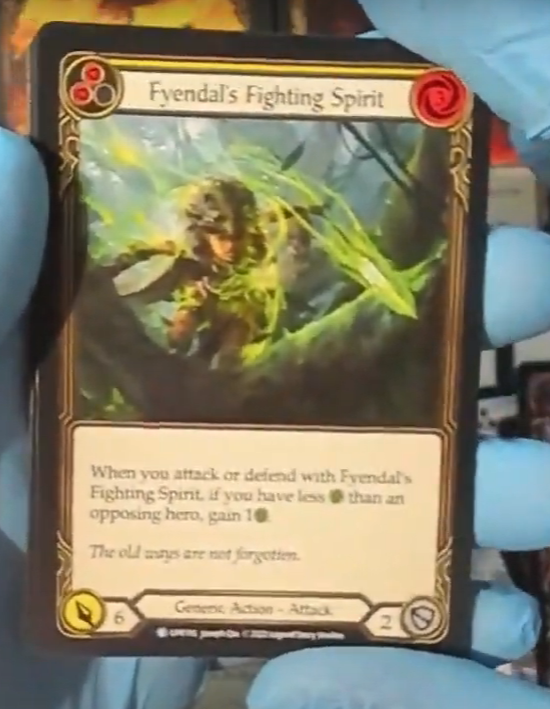 Fyendal's Fighting Spirit
3
When you attack or defend with Fyendal's
Fighting Spirit, if you have less than an
opposing hero, gain 1
The old ways are not forgotten.
6
Generic Action - Attack
2